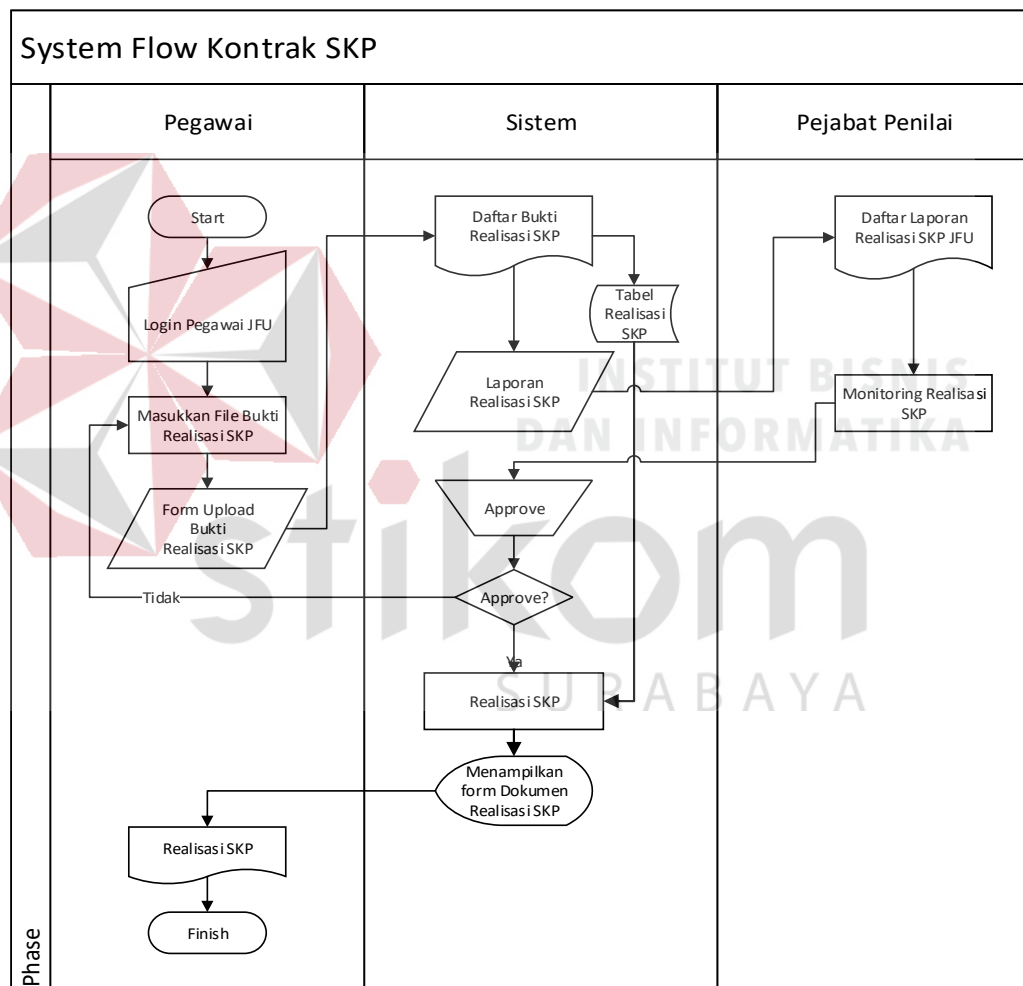 System Flow Kontrak SKP
Pegawai
Sistem
Pejabat Penilai
Start
Login Pegawai JFU
Masukkan File Bukti
Realisasi SKP
Form Upload
Bukti
Realisasi SKP
Daftar Bukti
Realisasi SKP
Tabel
Realisasi
SKP
Laporan
Realisasi SKP
Daftar Laporan
Realisasi SKP JFU
Monitoring Realisasi
SKP
Approve
Approve?
Tidak
Ya
Realisasi SKP
Menampilkan
form Dokumen
Realisasi SKP
Realisasi SKP
Finish
Phase
INSTITUT BISNIS
DAN INFORMATIKA
stikom
SURABAYA